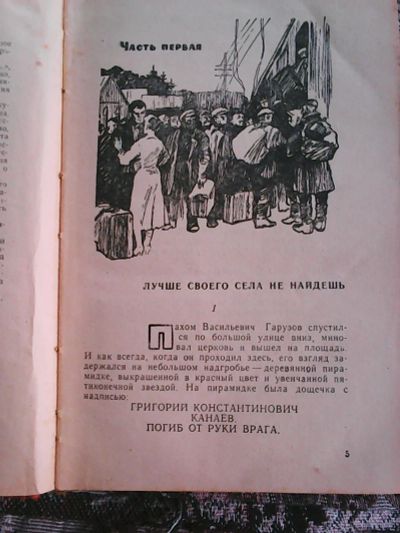 Часть первая
ЛУЧШЕ СВОЕГО СЕЛА НЕ НАЙДЕШЬ
I
Пахом Васильевич Гарузов спустил-
ся по большой улице вниз, мино-
вал церковь и вышел на площадь.
И как всегда, когда он проходил здесь, его взгляд за-
держался на небольшом надгробье — деревянной пира-
мидке, выкрашенной в красный цвет и увенчанной пя-
тиконечной звездой. На пирамидке была дощечка с
надписью:
ГРИГОРИЙ КОНСТАНТИНОВИЧ
КАНАЕВ.
ПОГИБ ОТ РУКИ ВРАГА.
5